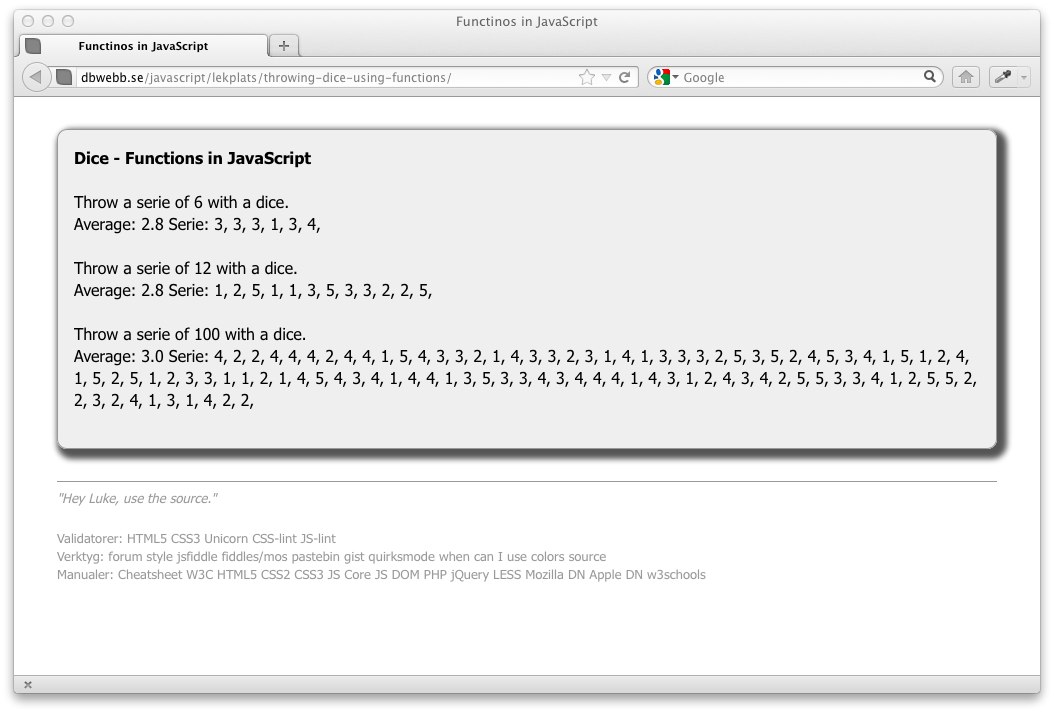 Functinos in JavaScript
Functinos in JavaScript
dbwebb.se/javascript/lekplats/throwing-dice-using-functions/
Google
Dice - Functions in JavaScript
Throw a serie of 6 with a dice.
Average: 2.8 Serie: 3, 3, 3, 1, 3, 4,
Throw a serie of 12 with a dice.
Average: 2.8 Serie: 1, 2, 5, 1, 1, 3, 5, 3, 3, 2, 2, 5,
Throw a serie of 100 with a dice.
Average: 3.0 Serie: 4, 2, 2, 4, 4, 4, 2, 4, 4, 1, 5, 4, 3, 3, 2, 1, 4, 3, 3, 2, 3, 1, 4, 1, 3, 3, 3, 2, 5, 3, 5, 2, 4, 5, 3, 4, 1, 5, 1, 2, 4,
1, 5, 2, 5, 1, 2, 3, 3, 1, 1, 2, 1, 4, 5, 4, 3, 4, 1, 4, 4, 1, 3, 5, 3, 3, 4, 3, 4, 4, 4, 1, 4, 3, 1, 2, 4, 3, 4, 2, 5, 5, 3, 3, 4, 1, 2, 5, 5, 2,
2, 3, 2, 4, 1, 3, 1, 4, 2, 2,
"Hey Luke, use the source."
Validatorer: HTML5 CSS3 Unicorn CSS-lint JS-lint
Verktyg: forum style jsfiddle fiddles/mos pastebin gist quirksmode when can I use colors source
Manualer: Cheatsheet W3C HTML5 CSS2 CSS3 JS Core JS DOM PHP jQuery LESS Mozilla DN Apple DN w3schools